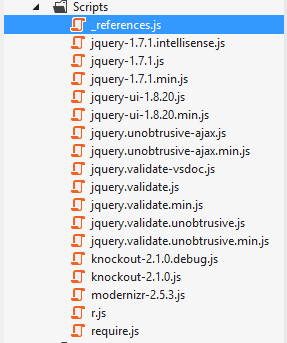 Scripts
_references.js
jquery-1.7.1.intellisense.js
jquery-1.7.1.js
jquery-1.7.1.min.js
jquery-ui-1.8.20.js
jquery-ui-1.8.20.min.js
jquery.unobtrusive-ajax.js
jquery.unobtrusive-ajax.min.js
jquery.validate-vsdoc.js
jquery.validate.js
jquery.validate.min.js
jquery.validate.unobtrusive.js
jquery.validate.unobtrusive.min.js
knockout-2.1.0.debug.js
knockout-2.1.0.js
modernizr-2.5.3.js
r.js
require.js